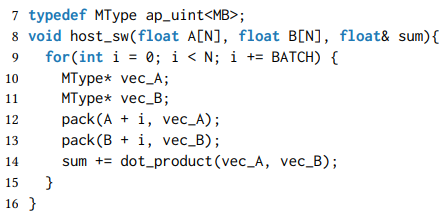 7 typedef MType ap_uint<MB>;
8 void host_sw(float A[N], float B[N], float& sum){
9   for(int i = 0; i < N; i += BATCH) {
10     MType* vec_A;
11     MType* vec_B;
12     pack(A + i, vec_A);
13     pack(B + i, vec_B);
14     sum += dot_product(vec_A, vec_B);
15   }
16 }